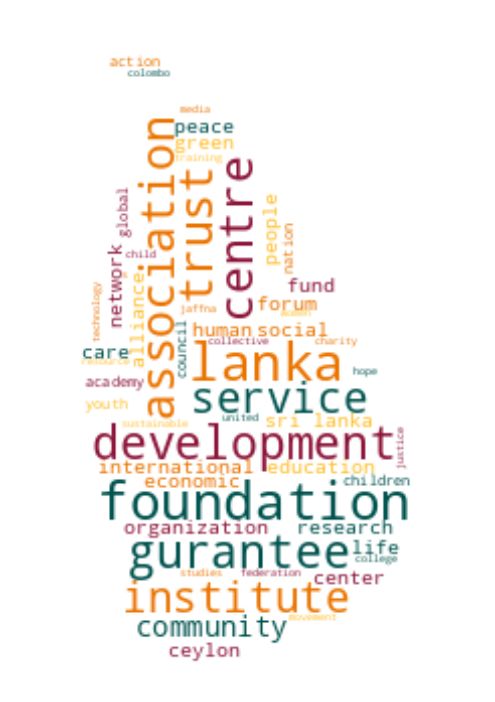 action
colombo
media
peace
green
training
association
trust
centre
global
people
nation
network
child
alliance
technology
fund
forum
jaffna
women
council
human social
collective
charity
care
resource
lanka
hope
academy
service
youth
united
sri lanka
sustainable
development
justice
international education
economic
children
foundation
organization
research
gurantee
life
college
studies
federation
center
institute
movement
community
ceylon